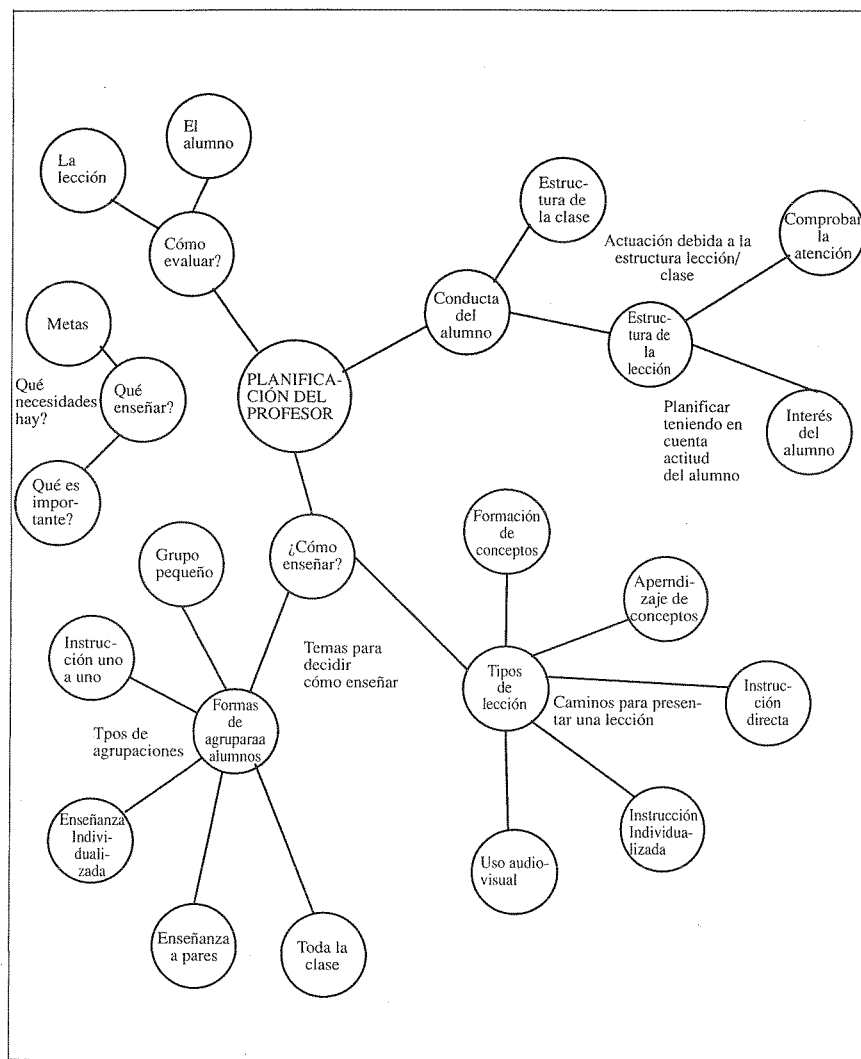 El
alumno
La
lección
Cómo
evaluar?
Estruc-
tura de
la clase
Comprobar
la
atención
Actuación debida a la
estructura lección/
clase
Conducta
del
alumno
Estruc-
tura de
la
lección
Metas
Qué
necesidades
hay?
Qué
enseñar?
PLANIFICA-
CIÓN DEL
PROFESOR
Planificar
teniendo en
cuenta
actitud
del alumno
Interés
del
alumno
Qué es
impor-
tante?
¿Cómo
enseñar?
Formación
de
conceptos
Grupo
pequeño
Aperndi-
zaje de
conceptos
Instruc-
ción uno
a uno
Temas para
decidir
cómo enseñar
Tipos
de
lección
Caminos para presen-
tar una lección
Instruc-
ción
directa
Formas
de
agruparaa
alumnos
Tpos de
agrupaciones
Enseñanza
Indivi-
dualizi-
zada
Instrucción
Individua-
lizada
Uso audio-
visual
Enseñanza
a pares
Toda la
clase